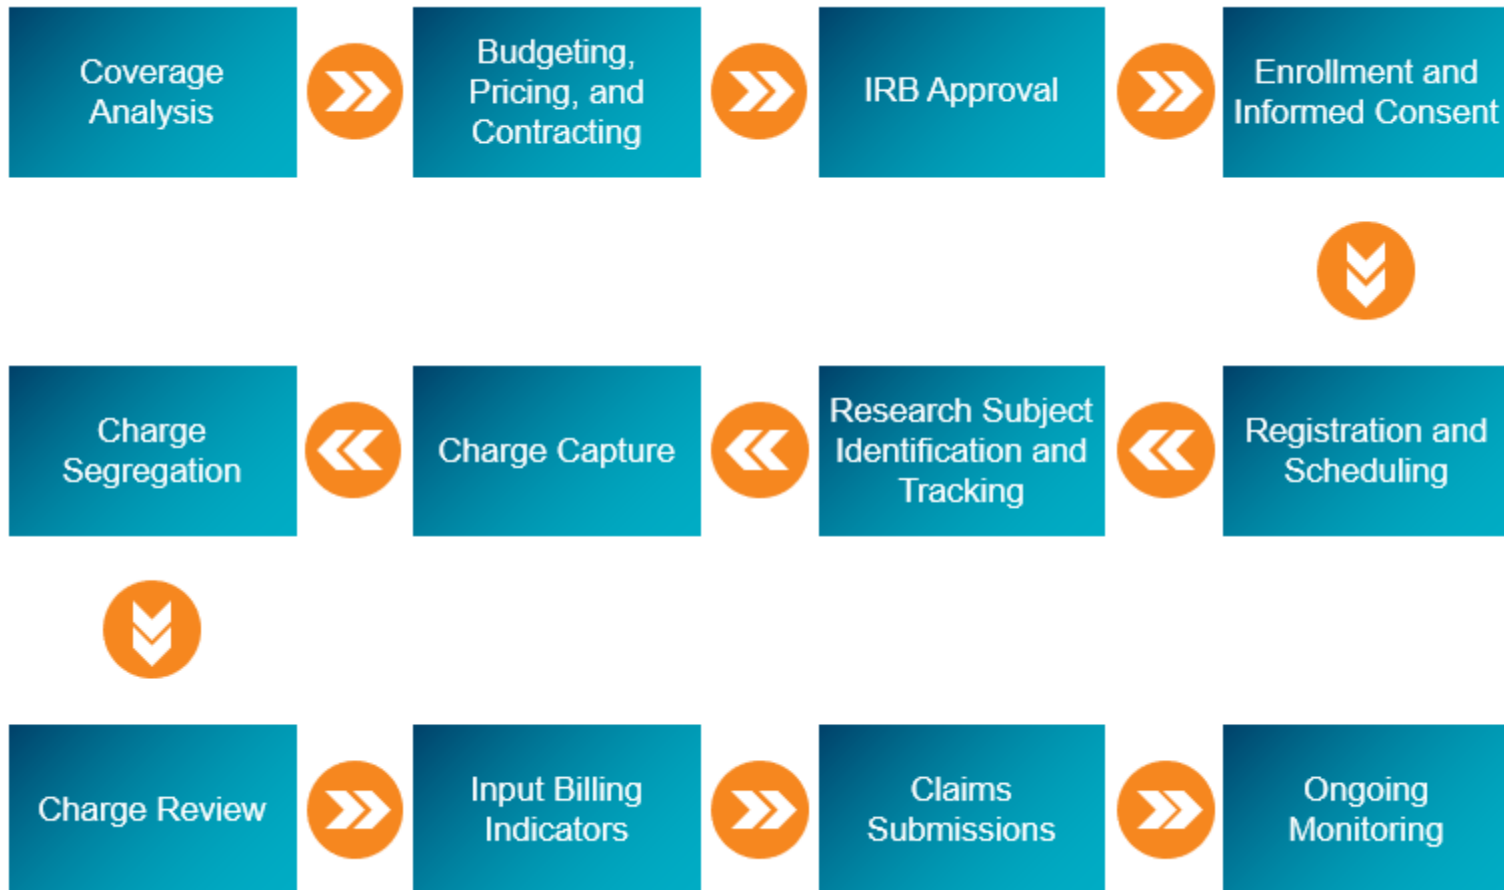 Coverage
Analysis
Budgeting,
Pricing, and
Contracting
IRB Approval
Enrollment and
Informed Consent
Registration and
Scheduling
Research Subject
Identification and
Tracking
Charge Capture
Charge
Segregation
Charge Review
Input Billing
Indicators
Claims
Submissions
Ongoing
Monitoring